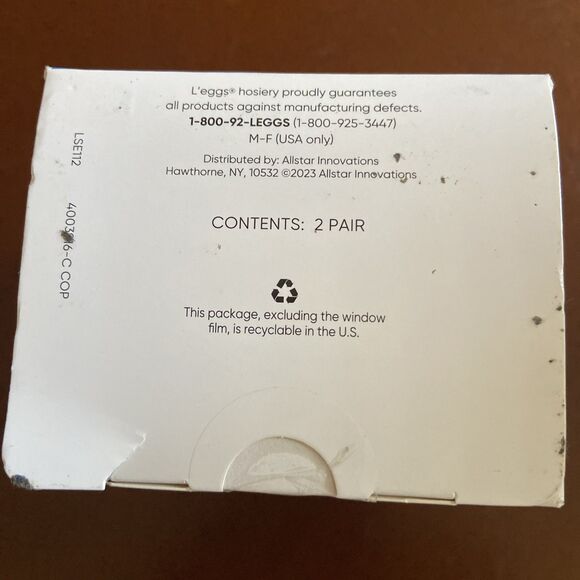 L'eggs® hosiery proudly guarantees
all products against manufacturing defects.
1-800-92-LEGGS (1-800-925-3447)
M-F (USA only)
Distributed by: Allstar Innovations
Hawthorne, NY, 10532 ©2023 Allstar Innovations
CONTENTS: 2 PAIR
This package, excluding the window
film, is recyclable in the U.S.
LSE112
COP